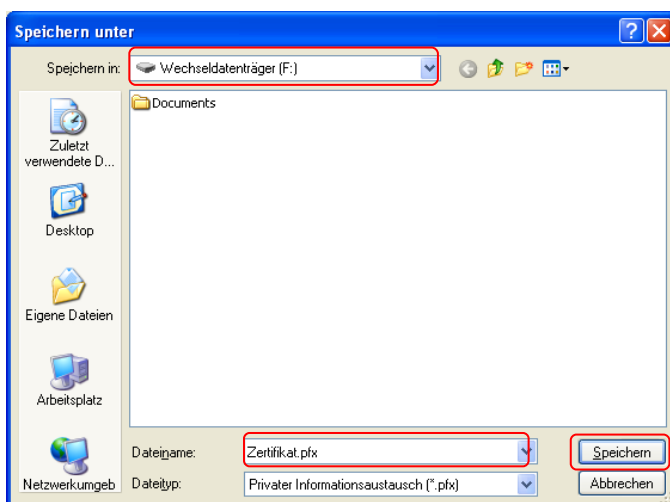 Speichern unter
Speichern in:
Wechseldatenträger (F:)
Documents
Zuletzt
verwendete D...
Desktop
Eigene Dateien
Arbeitsplatz
Netzwerkumgeb
Dateiname:
Zertifikat.pfx
Speichern
Dateityp:
Privater Informationsaustausch (*.pfx)
Abbrechen